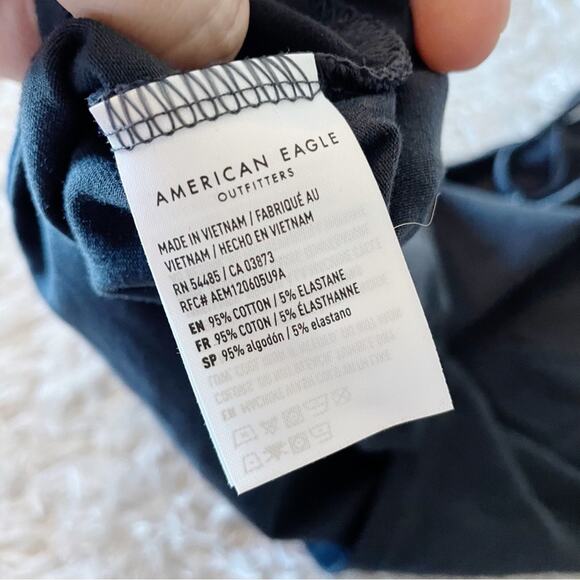 AMERICAN EAGLE
OUTFITTERS
MADE IN VIETNAM / FABRIQUÉ AU
VIETNAM / HECHO EN VIETNAM
RN 54485 / CA 03873
RFC# AEM120605U9A
EN 95% COTTON / 5% ELASTANE
FR 95% COTON / 5% ÉLASTHANNE
SP 95% algodón / 5% elastano